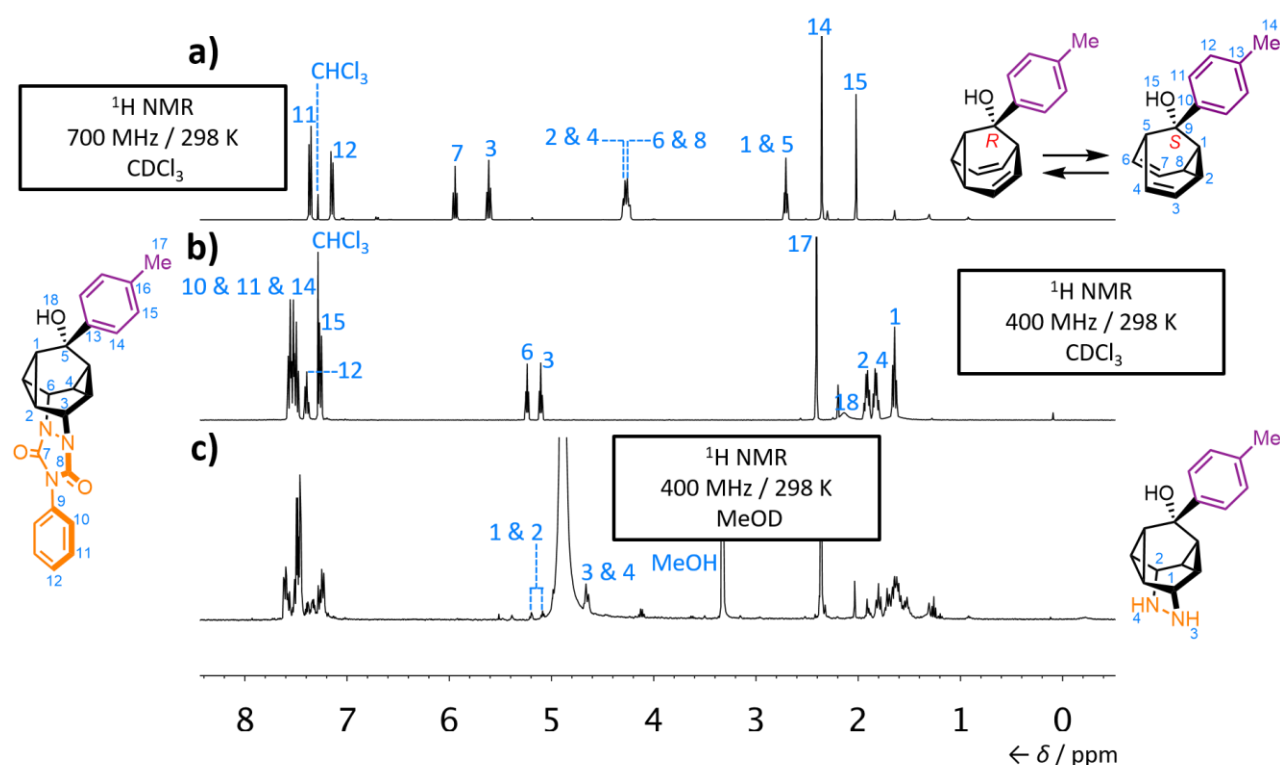 a)
¹H NMR
700 MHz / 298 K
CDCl₃
11
CHCl₃
12
7
3
2 & 4
6 & 8
1 & 5
14
15
Me
HO
R
14
Me
12
13
11
15
HO
10
5
9
1
S
6
7
8
2
4
3
b)
10 & 11 & 14
CHCl₃
15
12
6
3
17
18
2
4
1
¹H NMR
400 MHz / 298 K
CDCl₃
17
Me
16
18
HO
15
13
14
1
5
4
6
3
2
N
N
O
7
8
N
O
9
10
11
12
c)
¹H NMR
400 MHz / 298 K
MeOD
1 & 2
3 & 4
MeOH
Me
HO
2
1
HN
4
NH
3
8
7
6
5
4
3
2
1
0
← δ / ppm